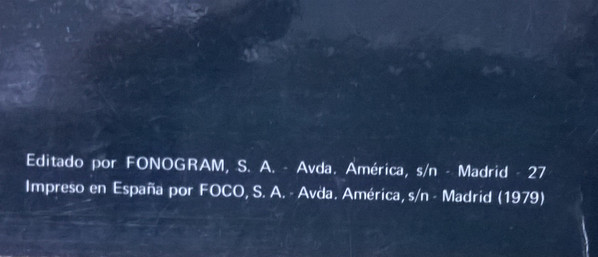 Editado por FONOGRAM, S. A. - Avda. América, s/n - Madrid - 27
Impreso en España por FOCO, S. A. - Avda. América, s/n - Madrid (1979)